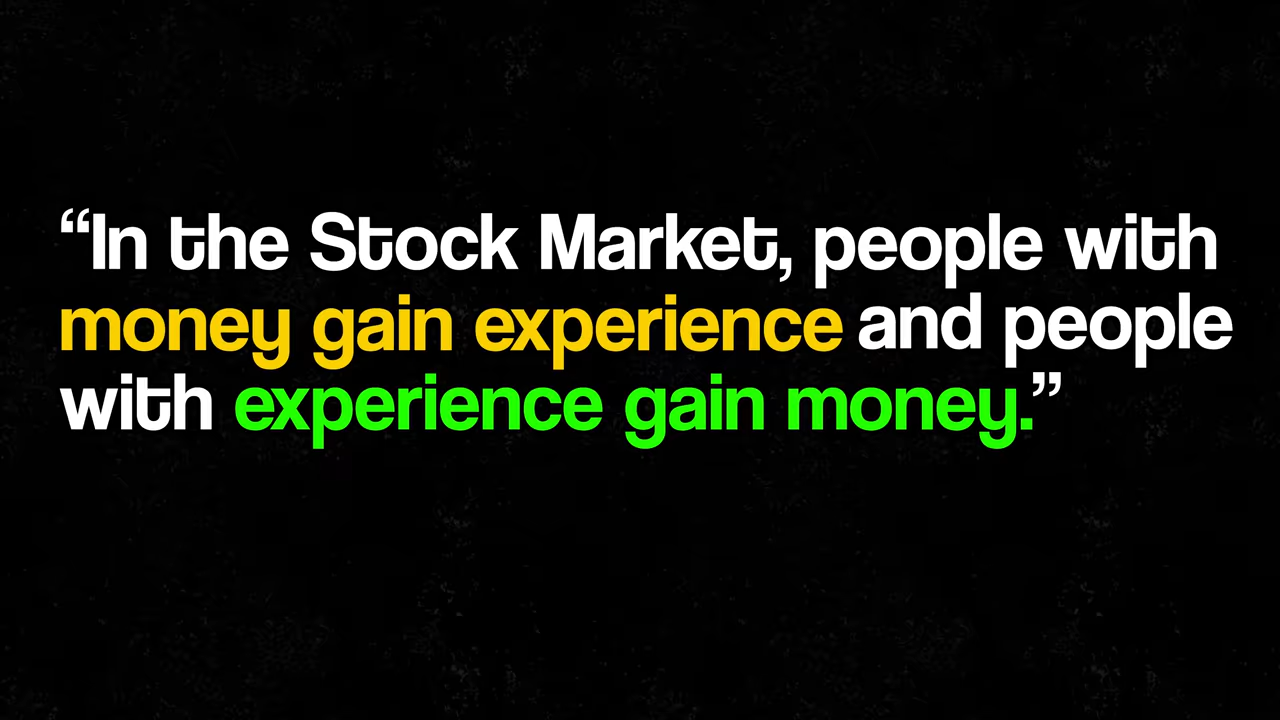 “In the Stock Market, people with
money gain experience and people
with experience gain money.”